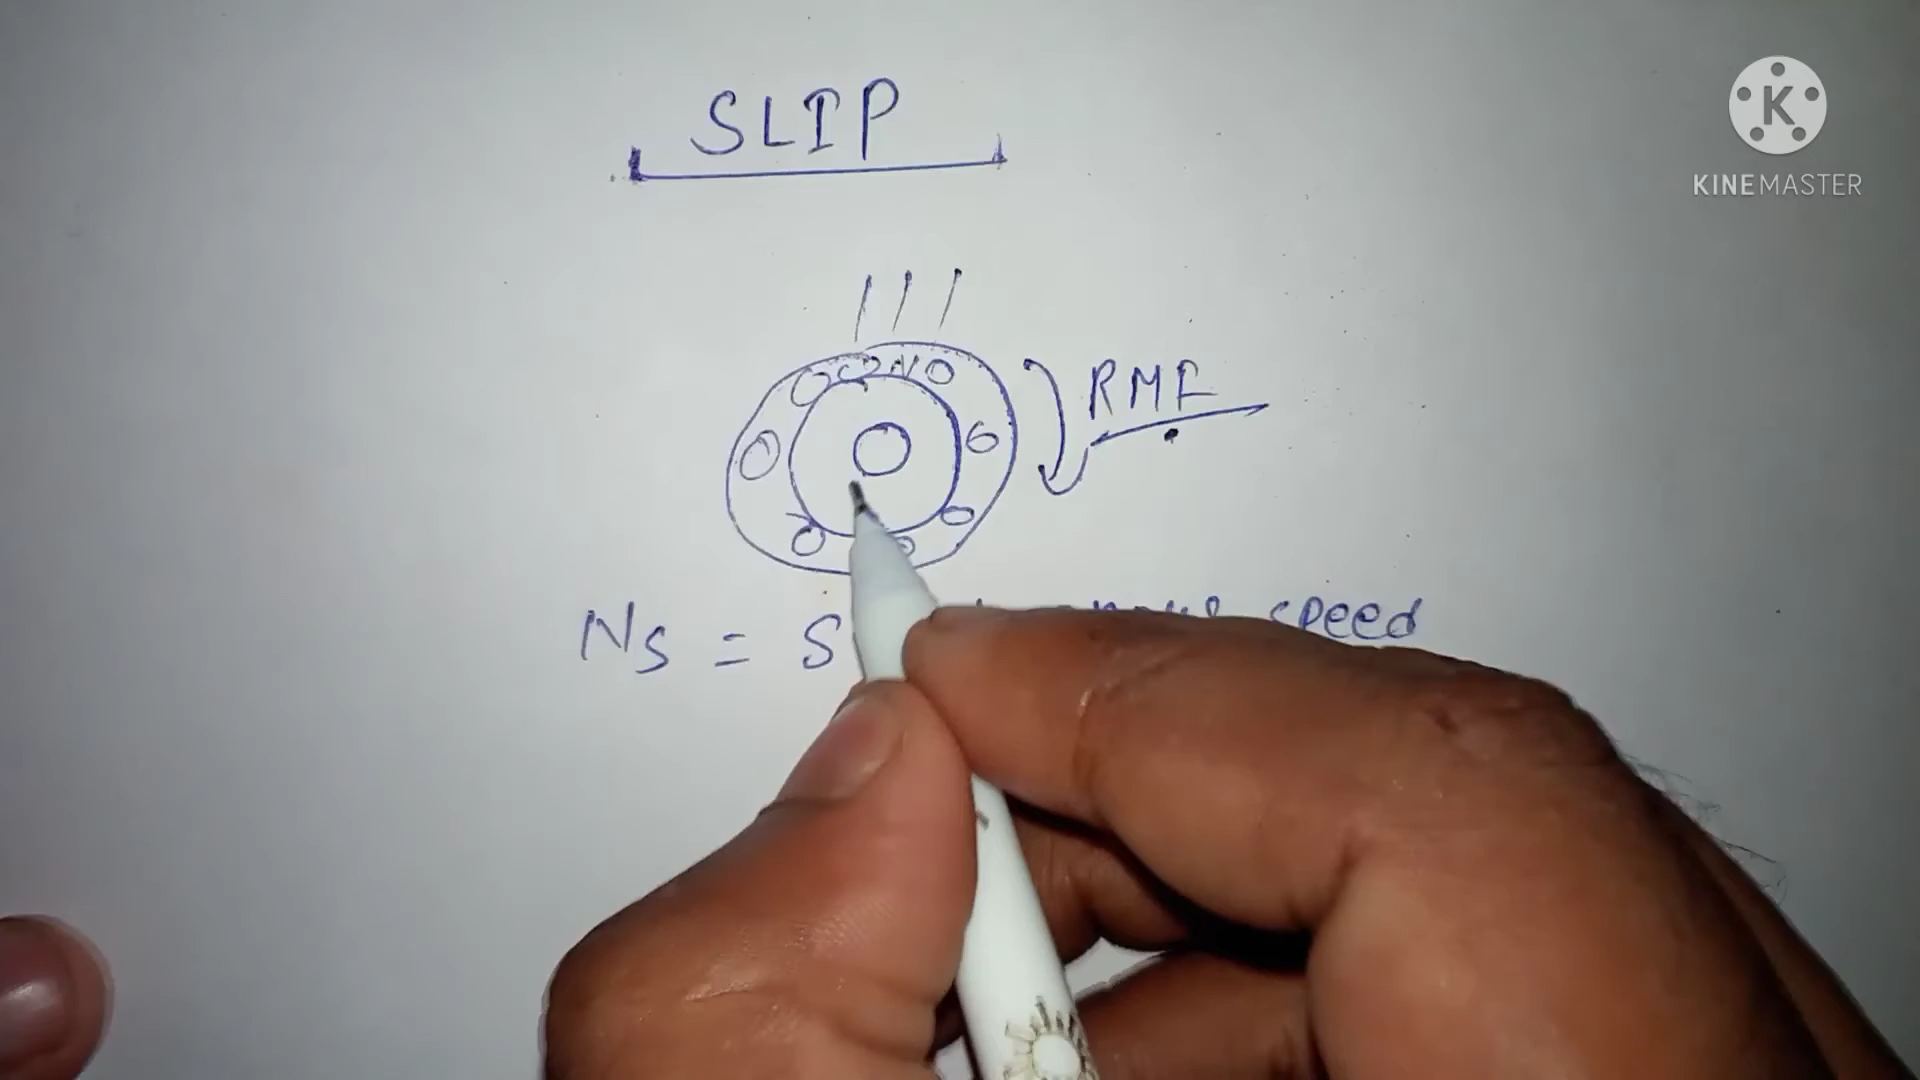 SLIP
K
KINEMASTER
RMF
Ns = S speed